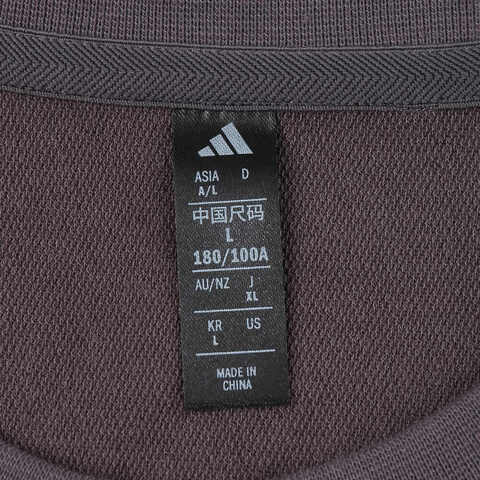 ASIA D
A/L
中国尺码
L
180/100A
AU/NZ J
XL
KR US
L
MADE IN
CHINA